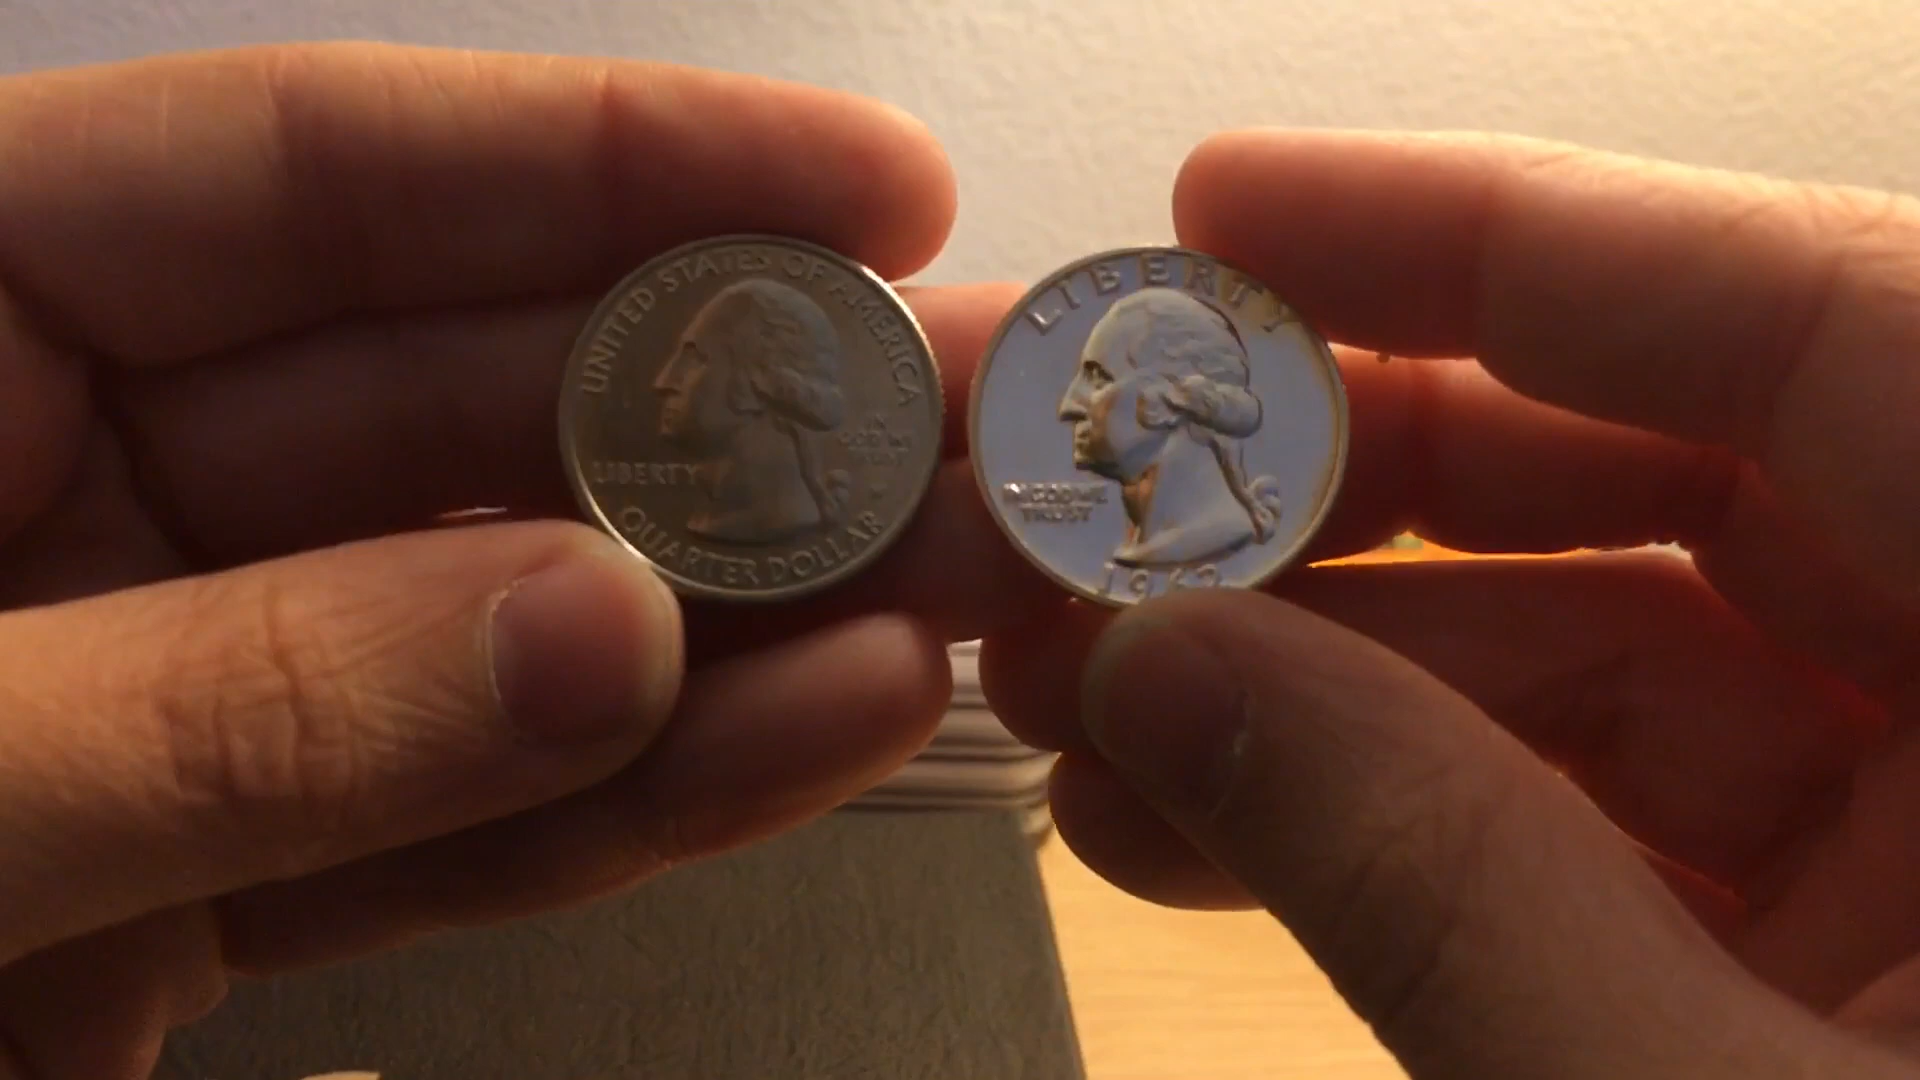 UNITED STATES OF AMERICA
IN
GOD WE
TRUST
LIBERTY
QUARTER DOLLAR
LIBERTY
IN GOD WE
TRUST